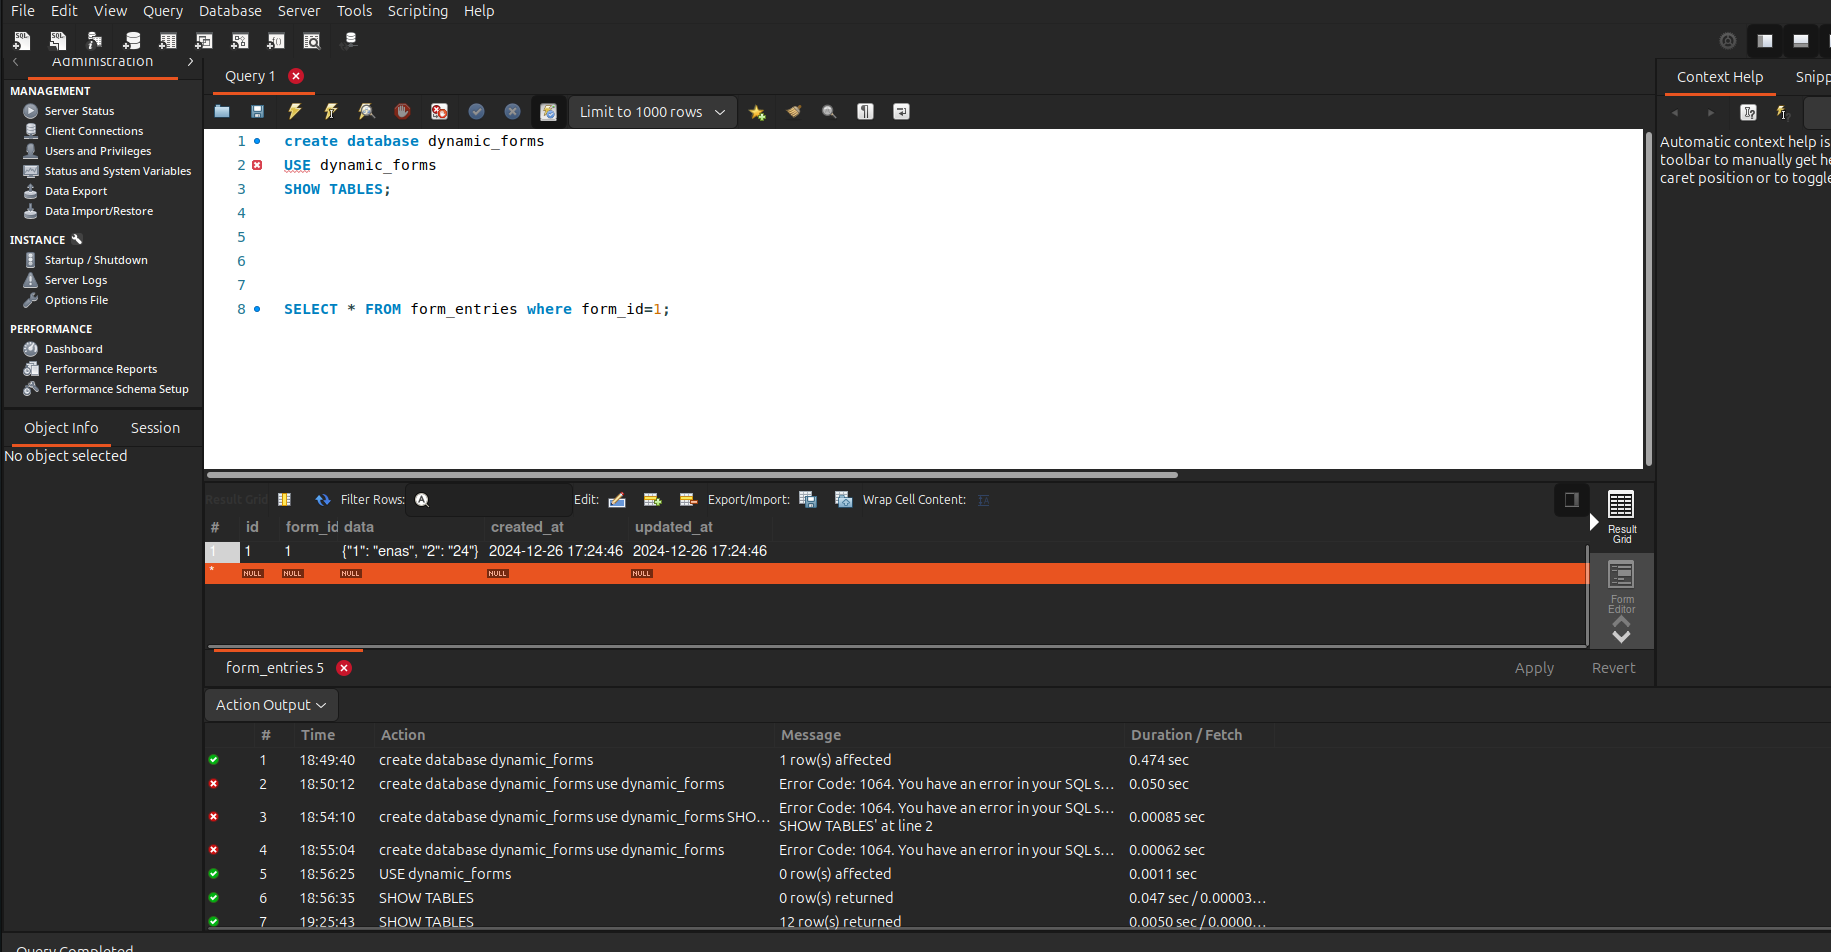 File Edit View Query Database Server Tools Scripting Help
Administration
Query 1
Context Help Snipp
MANAGEMENT
Server Status
Client Connections
Users and Privileges
Status and System Variables
Data Export
Data Import/Restore
INSTANCE
Startup / Shutdown
Server Logs
Options File
PERFORMANCE
Dashboard
Performance Reports
Performance Schema Setup
Object Info Session
No object selected
Limit to 1000 rows
1 create database dynamic_forms
2 USE dynamic_forms
3 SHOW TABLES;
4
5
6
7
8 SELECT * FROM form_entries where form_id=1;
Automatic context help is
toolbar to manually get he
caret position or to toggle
Result Grid Filter Rows: Edit: Export/Import: Wrap Cell Content:
# id form_id data created_at updated_at
1 1 1 {"1": "enas", "2": "24"} 2024-12-26 17:24:46 2024-12-26 17:24:46
* NULL NULL NULL NULL NULL
Result
Grid
Form
Editor
form_entries 5 Apply Revert
Action Output
# Time Action Message Duration / Fetch
1 18:49:40 create database dynamic_forms 1 row(s) affected 0.474 sec
2 18:50:12 create database dynamic_forms use dynamic_forms Error Code: 1064. You have an error in your SQL s... 0.050 sec
3 18:54:10 create database dynamic_forms use dynamic_forms SHO... Error Code: 1064. You have an error in your SQL s... 0.00085 sec
SHOW TABLES' at line 2
4 18:55:04 create database dynamic_forms use dynamic_forms Error Code: 1064. You have an error in your SQL s... 0.00062 sec
5 18:56:25 USE dynamic_forms 0 row(s) affected 0.0011 sec
6 18:56:35 SHOW TABLES 0 row(s) returned 0.047 sec / 0.00003...
7 19:25:43 SHOW TABLES 12 row(s) returned 0.0050 sec / 0.0000...
Query Completed